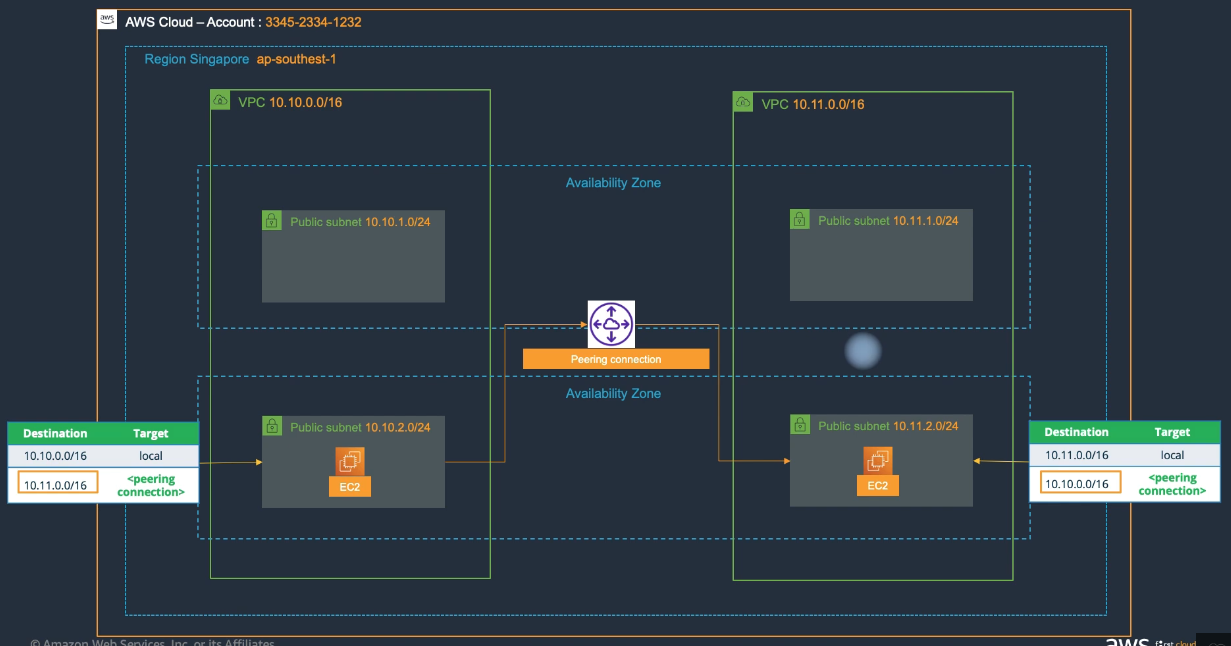 aws
AWS Cloud – Account : 3345-2334-1232
Region Singapore ap-southest-1
VPC 10.10.0.0/16
VPC 10.11.0.0/16
Availability Zone
Public subnet 10.10.1.0/24
Public subnet 10.11.1.0/24
Peering connection
Availability Zone
Public subnet 10.10.2.0/24
Public subnet 10.11.2.0/24
EC2
EC2
Destination Target
10.10.0.0/16 local
10.11.0.0/16 <peering
connection>
Destination Target
10.11.0.0/16 local
10.10.0.0/16 <peering
connection>
© Amazon Web Services, Inc. or its Affiliates
aws first cloud